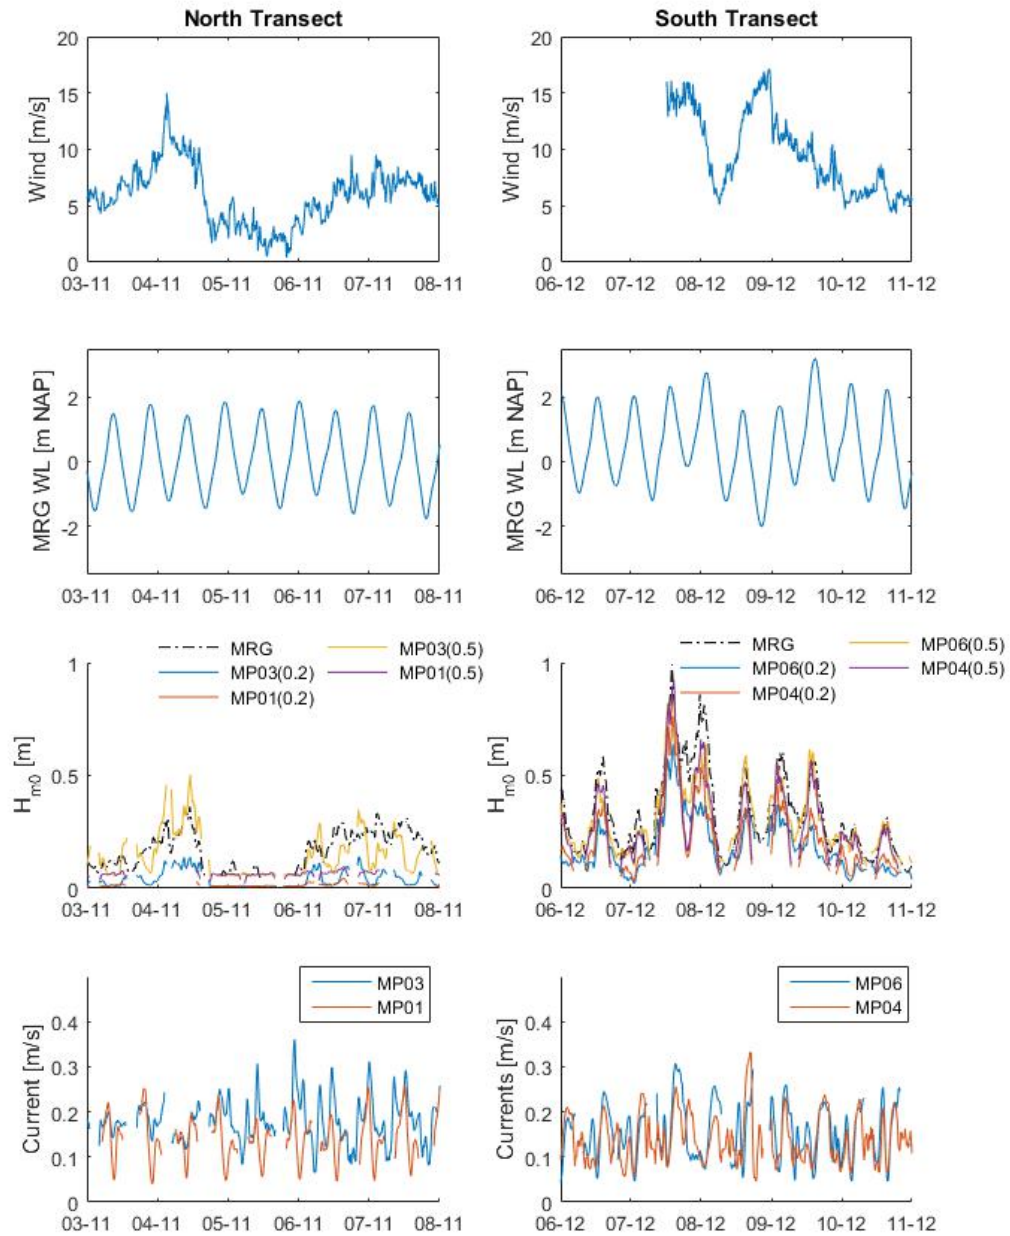 North Transect
South Transect
20
15
10
5
0
Wind [m/s]
03-11 04-11 05-11 06-11 07-11 08-11
20
15
10
5
0
Wind [m/s]
06-12 07-12 08-12 09-12 10-12 11-12
2
0
-2
MRG WL [m NAP]
03-11 04-11 05-11 06-11 07-11 08-11
2
0
-2
MRG WL [m NAP]
06-12 07-12 08-12 09-12 10-12 11-12
MRG
MP03(0.2)
MP01(0.2)
MP03(0.5)
MP01(0.5)
1
0.5
0
Hm0 [m]
03-11 04-11 05-11 06-11 07-11 08-11
MRG
MP06(0.2)
MP04(0.2)
MP06(0.5)
MP04(0.5)
1
0.5
0
Hm0 [m]
06-12 07-12 08-12 09-12 10-12 11-12
MP03
MP01
0.4
0.3
0.2
0.1
0
Current [m/s]
03-11 04-11 05-11 06-11 07-11 08-11
MP06
MP04
0.4
0.3
0.2
0.1
0
Currents [m/s]
06-12 07-12 08-12 09-12 10-12 11-12